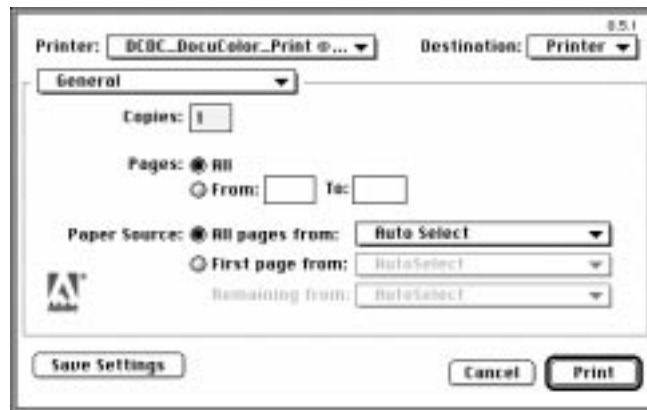 8.5.1
Printer: DCOC_DocuColor_Print @... Destination: Printer
General
Copies: 1
Pages: All
From: To:
Paper Source: All pages from: Auto Select
First page from: AutoSelect
Remaining from: AutoSelect
Adobe
Save Settings Cancel Print